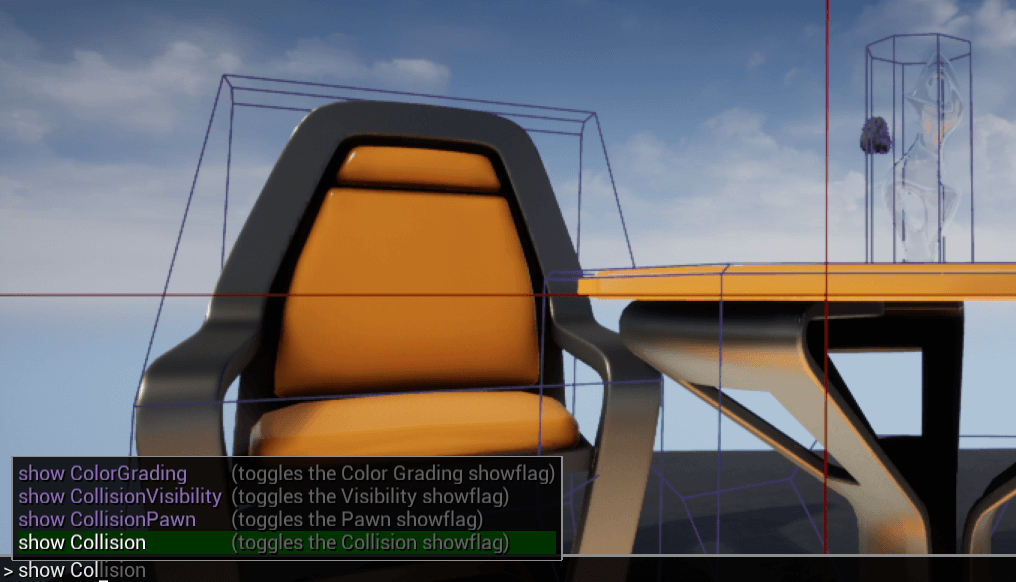 show ColorGrading (toggles the Color Grading showflag)
show CollisionVisibility (toggles the Visibility showflag)
show CollisionPawn (toggles the Pawn showflag)
show Collision (toggles the Collision showflag)
> show Collision